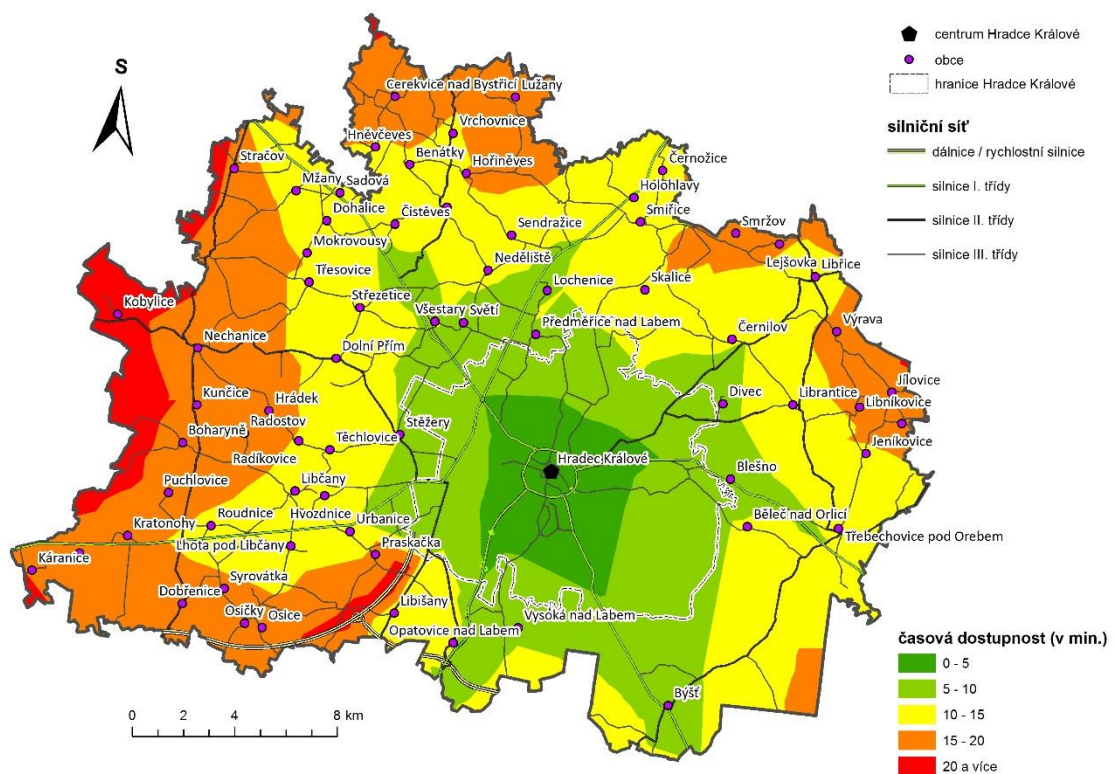 S
centrum Hradce Králové
obce
hranice Hradce Králové
silniční síť
dálnice / rychlostní silnice
silnice I. třídy
silnice II. třídy
silnice III. třídy
Cerekvice nad Bystřicí
Lužany
Vrchovnice
Hněvčeves
Benátky
Hořiněves
Stračov
Mžany
Sadová
Černožice
Holohlavy
Dohalice
Čistěves
Sendražice
Smiřice
Smržov
Mokrovousy
Lejšovka
Třesovice
Neděliště
Libřice
Lochenice
Skalice
Kobylice
Střezetice
Všestary
Světí
Předměřice nad Labem
Výrava
Nechanice
Dolní Přím
Černilov
Jílovice
Kunčice
Hrádek
Divec
Librantice
Libníkovice
Radostov
Stěžery
Boharyně
Těchlovice
Jeníkovice
Radíkovice
Hradec Králové
Blešno
Puchlovice
Libčany
Hvozdnice
Roudnice
Urbanice
Běleč nad Orlicí
Kratonohy
Třebechovice pod Orebem
Lhota pod Libčany
Praskačka
Káranice
Syrovátka
Dobřenice
Libišany
Osičky
Osice
Vysoká nad Labem
Opatovice nad Labem
Býšť
časová dostupnost (v min.)
0 - 5
5 - 10
10 - 15
15 - 20
20 a více
0 2 4 8 km